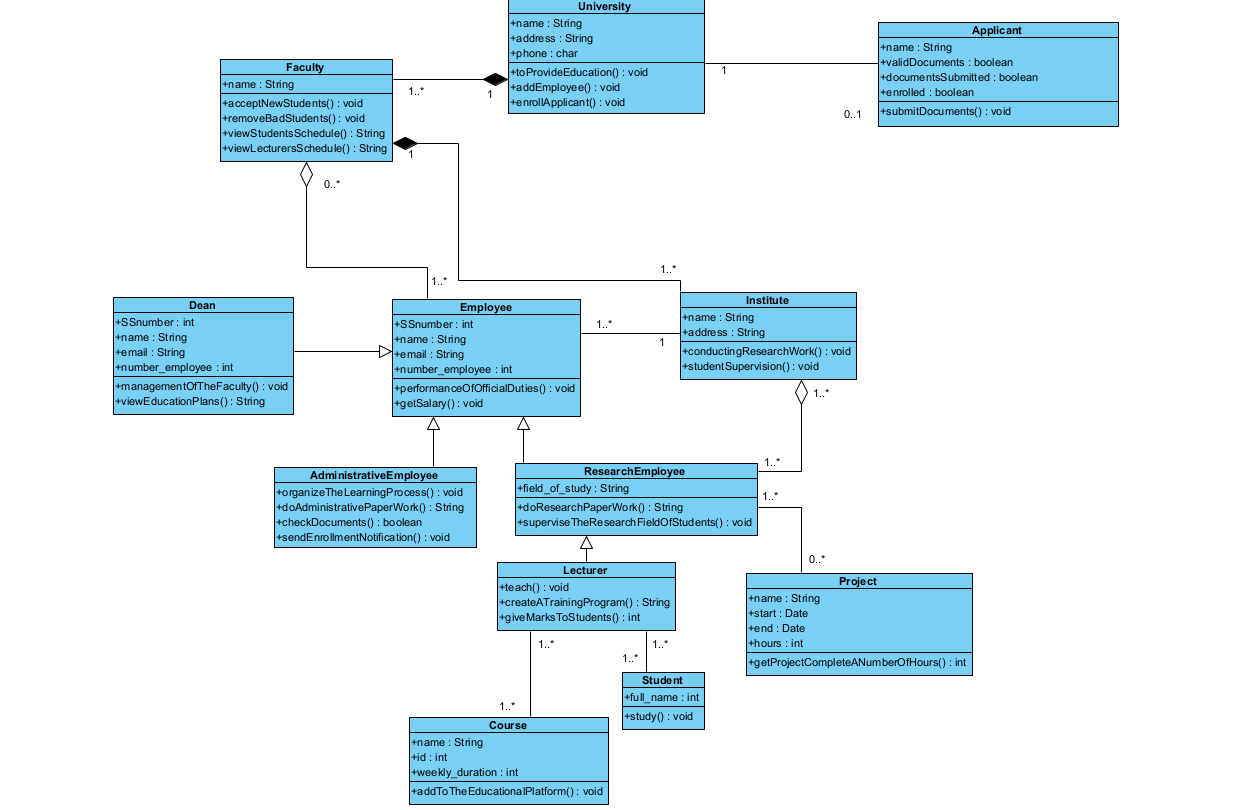 University
+name : String
+address : String
+phone : char
+toProvideEducation() : void
+addEmployee() : void
+enrollApplicant() : void
Applicant
+name : String
+validDocuments : boolean
+documentsSubmitted : boolean
+enrolled : boolean
+submitDocuments() : void
1
0..1
Faculty
+name : String
+acceptNewStudents() : void
+removeBadStudents() : void
+viewStudentsSchedule() : String
+viewLecturersSchedule() : String
1..*
1
1
0..*
1..*
1..*
Dean
+SSnumber : int
+name : String
+email : String
+number_employee : int
+managementOfTheFaculty() : void
+viewEducationPlans() : String
Employee
+SSnumber : int
+name : String
+email : String
+number_employee : int
+performanceOfOfficialDuties() : void
+getSalary() : void
1..*
1
Institute
+name : String
+address : String
+conductingResearchWork() : void
+studentSupervision() : void
1..*
1..*
AdministrativeEmployee
+organizeTheLearningProcess() : void
+doAdministrativePaperWork() : String
+checkDocuments() : boolean
+sendEnrollmentNotification() : void
ResearchEmployee
+field_of_study : String
+doResearchPaperWork() : String
+superviseTheResearchFieldOfStudents() : void
1..*
0..*
Lecturer
+teach() : void
+createATrainingProgram() : String
+giveMarksToStudents() : int
Project
+name : String
+start : Date
+end : Date
+hours : int
+getProjectCompleteANumberOfHours() : int
1..*
1..*
1..*
1..*
Student
+full_name : int
+study() : void
Course
+name : String
+id : int
+weekly_duration : int
+addToTheEducationalPlatform() : void